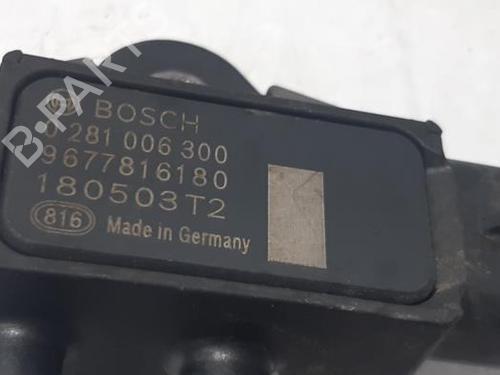 B-PARTS
BOSCH
0 281 006 300
9677816180
180503T2
816 Made in Germany